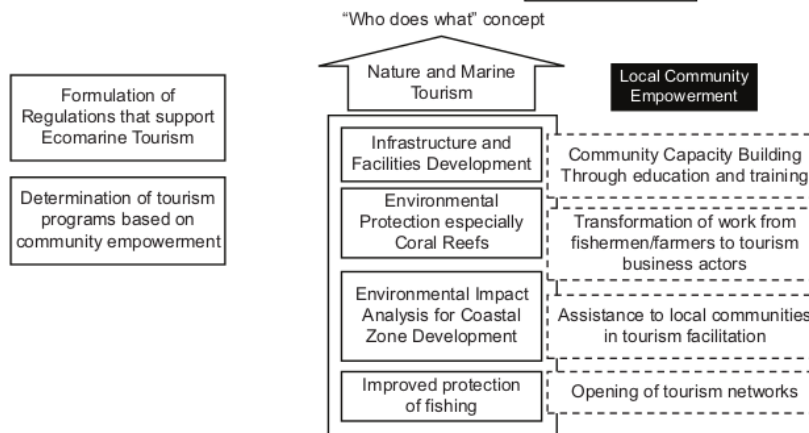 “Who does what” concept
Nature and Marine
Tourism
Local Community
Empowerment
Formulation of
Regulations that support
Ecomarine Tourism
Determination of tourism
programs based on
community empowerment
Infrastructure and
Facilities Development
Environmental
Protection especially
Coral Reefs
Environmental Impact
Analysis for Coastal
Zone Development
Improved protection
of fishing
Community Capacity Building
Through education and training
Transformation of work from
fishermen/farmers to tourism
business actors
Assistance to local communities
in tourism facilitation
Opening of tourism networks